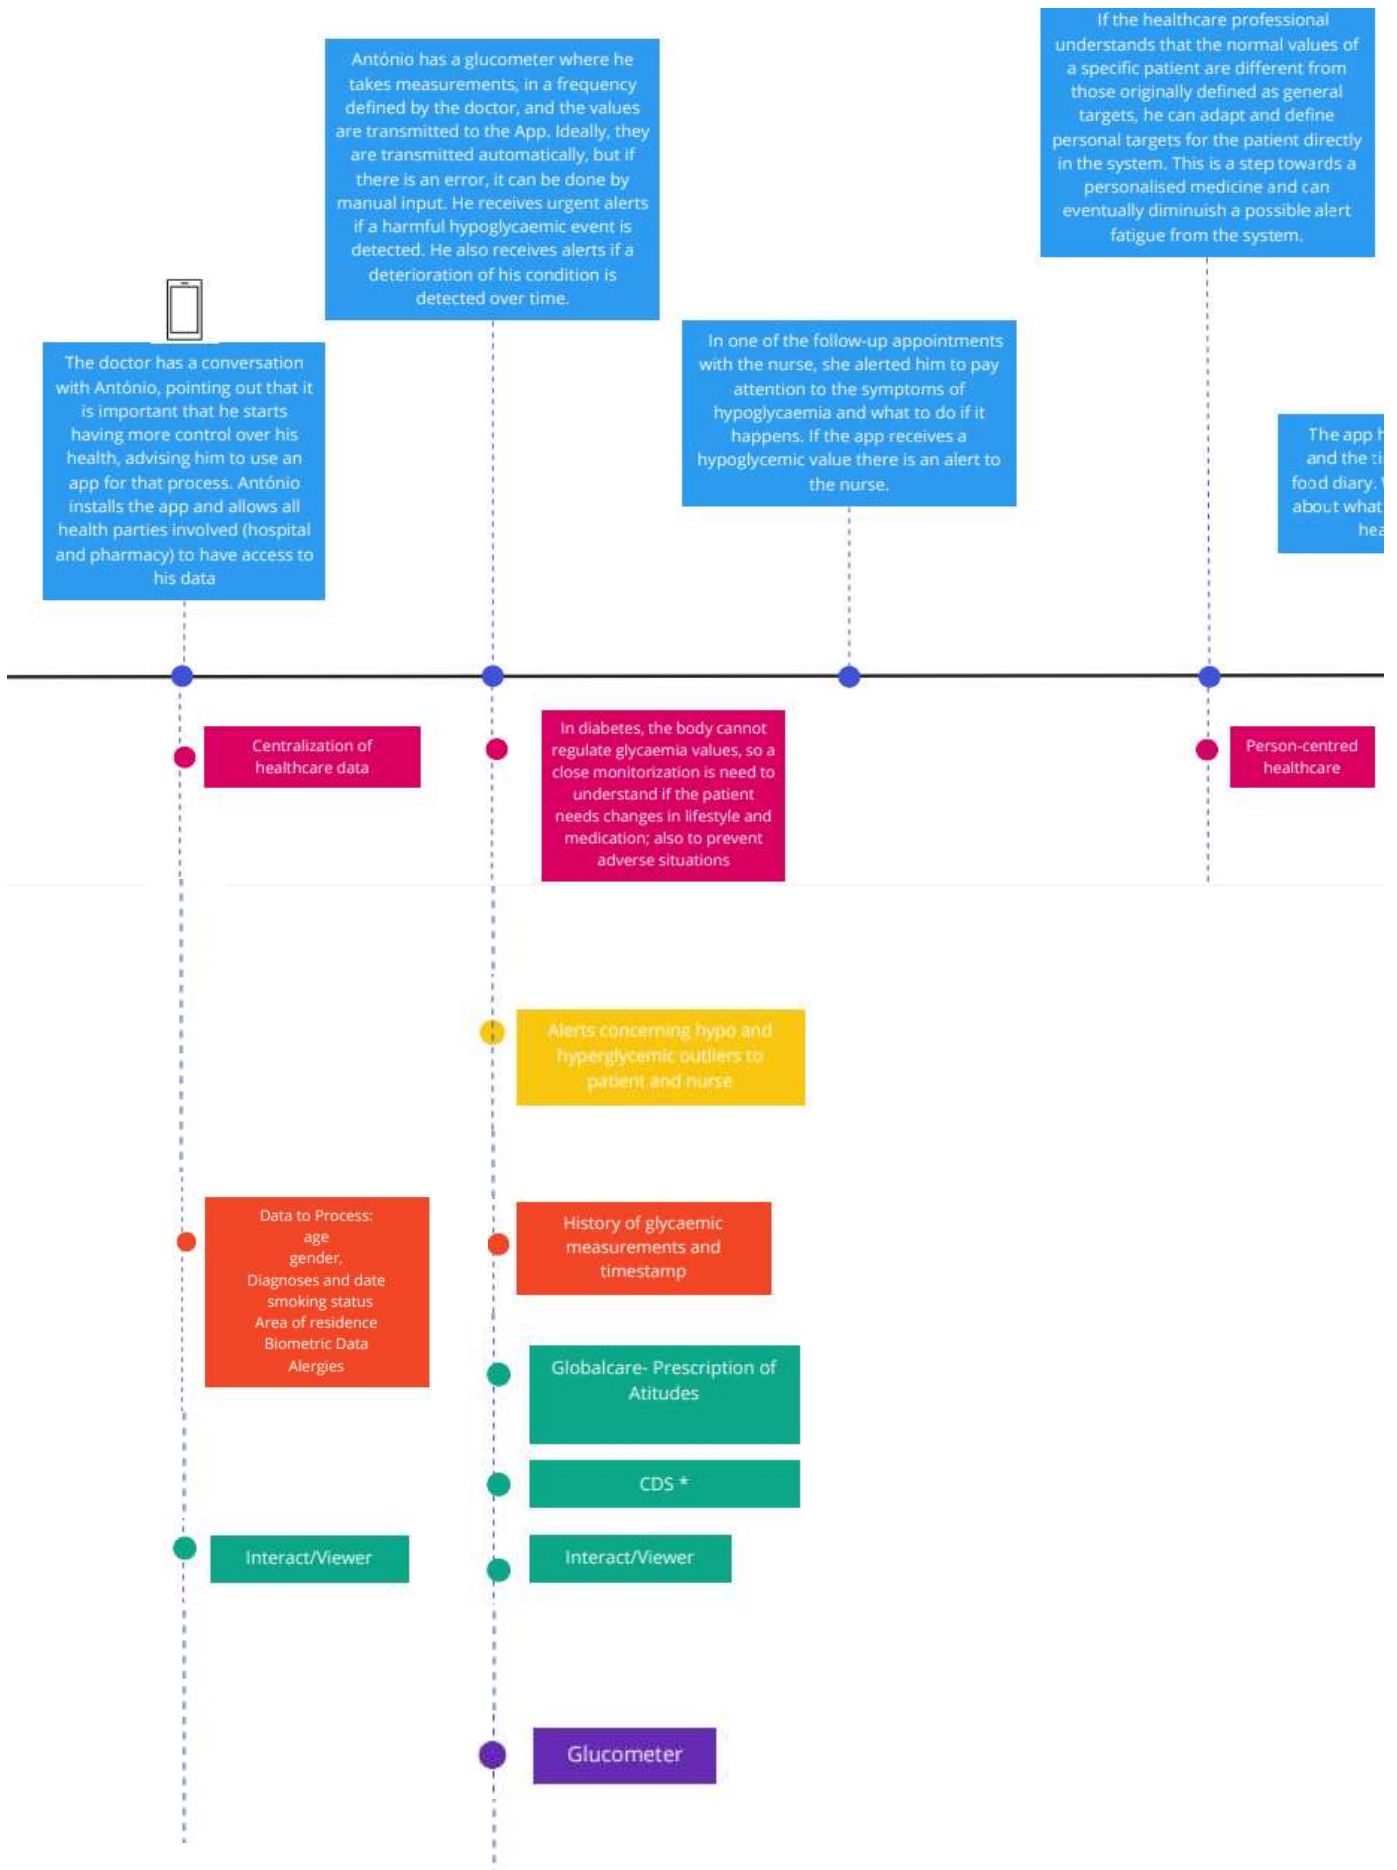 If the healthcare professional
understands that the normal values of
a specific patient are different from
those originally defined as general
targets, he can adapt and define
personal targets for the patient directly
in the system. This is a step towards a
personalised medicine and can
eventually diminuish a possible alert
fatigue from the system.
António has a glucometer where he
takes measurements, in a frequency
defined by the doctor, and the values
are transmitted to the App. Ideally, they
are transmitted automatically, but if
there is an error, it can be done by
manual input. He receives urgent alerts
if a harmful hypoglycaemic event is
detected. He also receives alerts if a
deterioration of his condition is
detected over time.
The doctor has a conversation
with António, pointing out that it
is important that he starts
having more control over his
health, advising him to use an
app for that process. António
installs the app and allows all
health parties involved (hospital
and pharmacy) to have access to
his data
In one of the follow-up appointments
with the nurse, she alerted him to pay
attention to the symptoms of
hypoglycaemia and what to do if it
happens. If the app receives a
hypoglycemic value there is an alert to
the nurse.
The app
and the
food diary.
about what
Centralization of
healthcare data
In diabetes, the body cannot
regulate glycaemia values, so a
close monitorization is need to
understand if the patient
needs changes in lifestyle and
medication; also to prevent
adverse situations
Person-centred
healthcare
Alerts concerning hypo and
hyperglycemic outliers to
patient and nurse
Data to Process:
age
gender,
Diagnoses and date
smoking status
Area of residence
Biometric Data
Alergies
History of glycaemic
measurements and
timestamp
Globalcare- Prescription of
Atitudes
CDS *
Interact/Viewer
Interact/Viewer
Glucometer